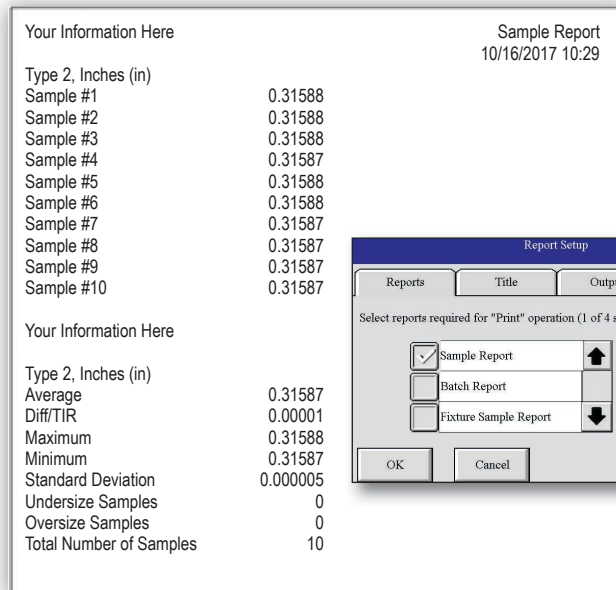 Your Information Here
Sample Report
10/16/2017 10:29
Type 2, Inches (in)
Sample #1 0.31588
Sample #2 0.31588
Sample #3 0.31588
Sample #4 0.31587
Sample #5 0.31588
Sample #6 0.31588
Sample #7 0.31587
Sample #8 0.31587
Sample #9 0.31587
Sample #10 0.31587
Your Information Here
Type 2, Inches (in)
Average 0.31587
Diff/TIR 0.00001
Maximum 0.31588
Minimum 0.31587
Standard Deviation 0.000005
Undersize Samples 0
Oversize Samples 0
Total Number of Samples 10
Report Setup
Reports Title
Select reports required for "Print" operation (1 of 4
Sample Report
Batch Report
Fixture Sample Report
OK Cancel